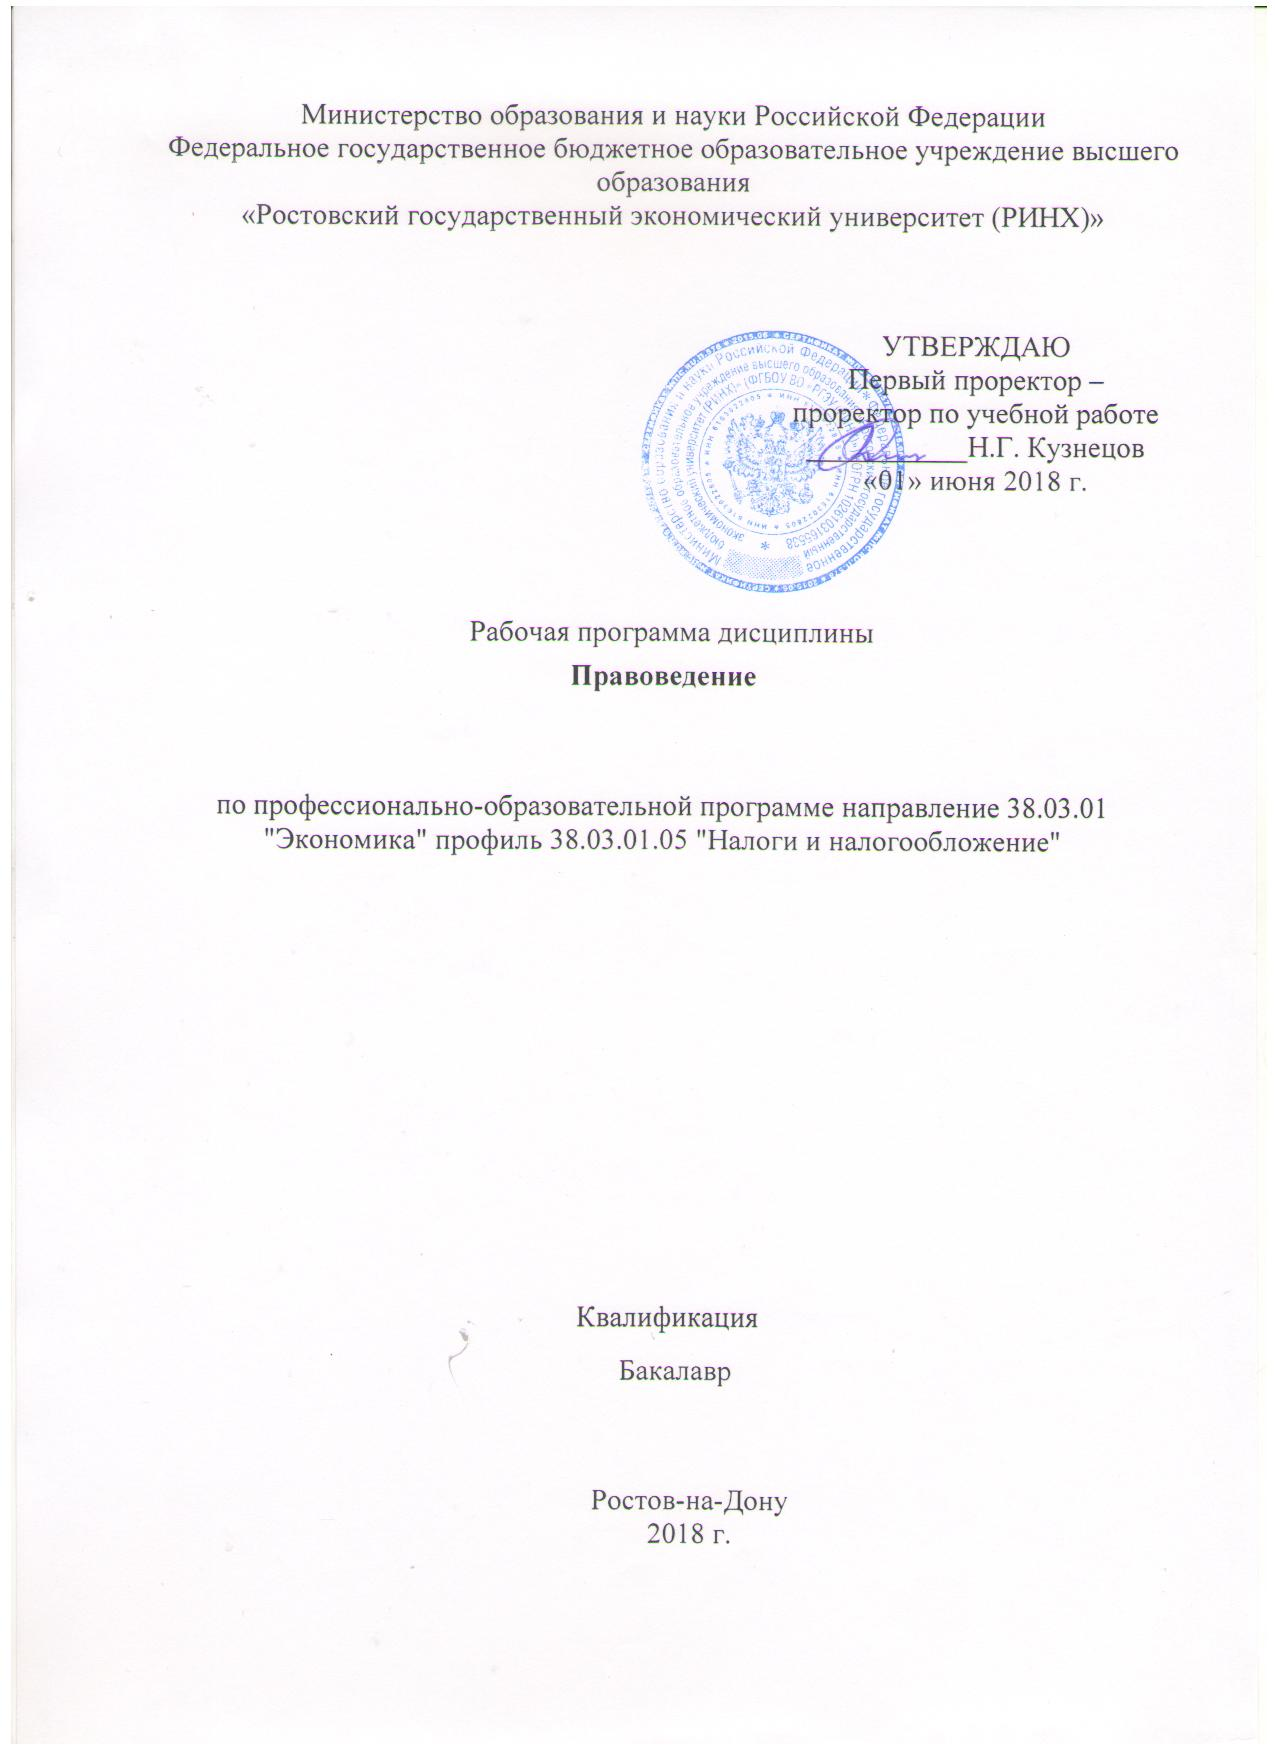 Министерство образования и науки Российской Федерации
Федеральное государственное бюджетное образовательное учреждение высшего
образования
«Ростовский государственный экономический университет (РИНХ)»
УТВЕРЖДАЮ
Первый проректор –
проректор по учебной работе
____________Н.Г. Кузнецов
«01» июня 2018 г.
Рабочая программа дисциплины
Правоведение
по профессионально-образовательной программе направление 38.03.01
"Экономика" профиль 38.03.01.05 "Налоги и налогообложение"
Квалификация
Бакалавр
Ростов-на-Дону
2018 г.